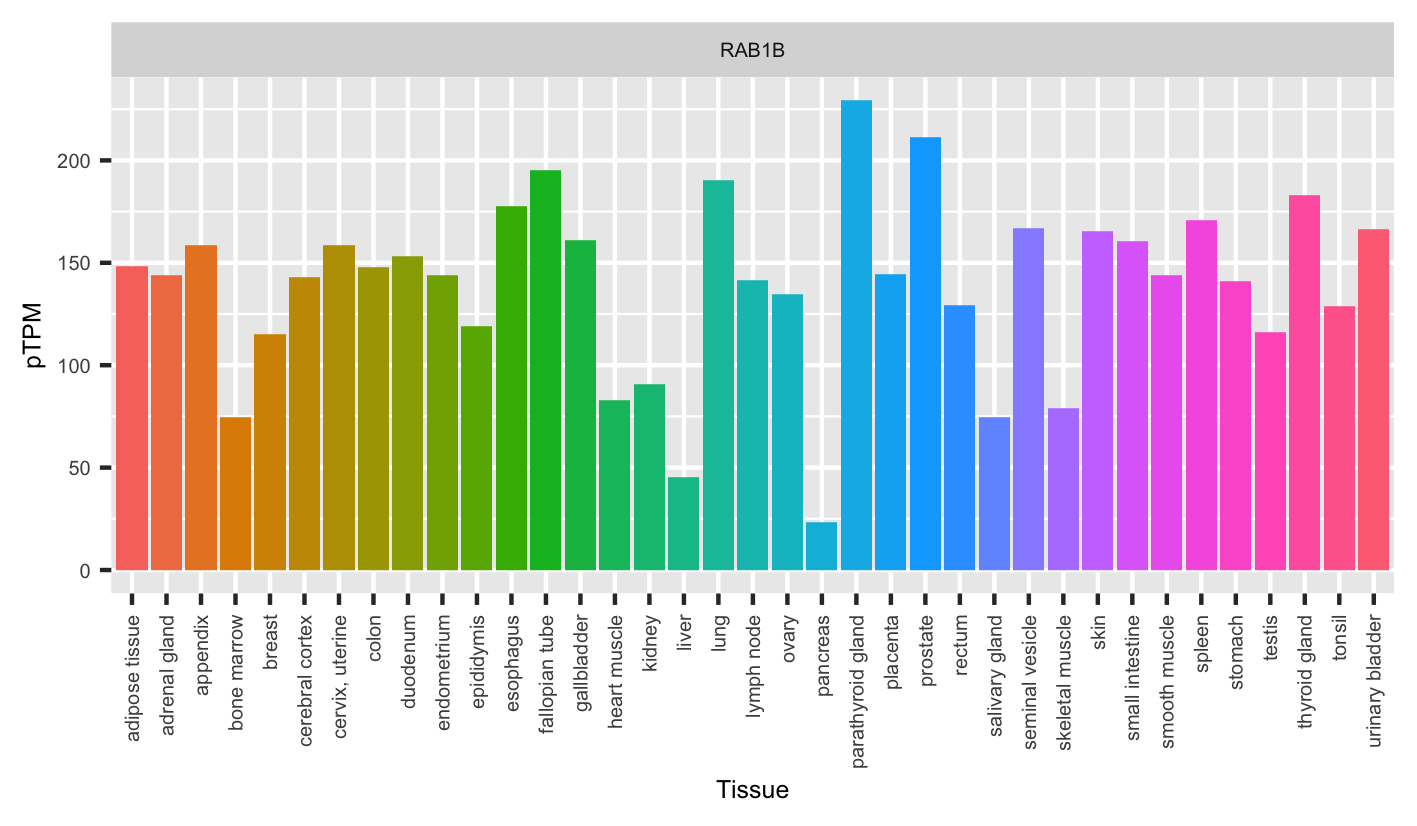 RAB1B
pTPM
200
150
100
50
0
adipose tissue
adrenal gland
appendix
bone marrow
breast
cerebral cortex
cervix, uterine
colon
duodenum
endometrium
epididymis
esophagus
fallopian tube
gallbladder
heart muscle
kidney
liver
lung
lymph node
ovary
pancreas
parathyroid gland
placenta
prostate
rectum
salivary gland
seminal vesicle
skeletal muscle
skin
small intestine
smooth muscle
spleen
stomach
testis
thyroid gland
tonsil
urinary bladder
Tissue